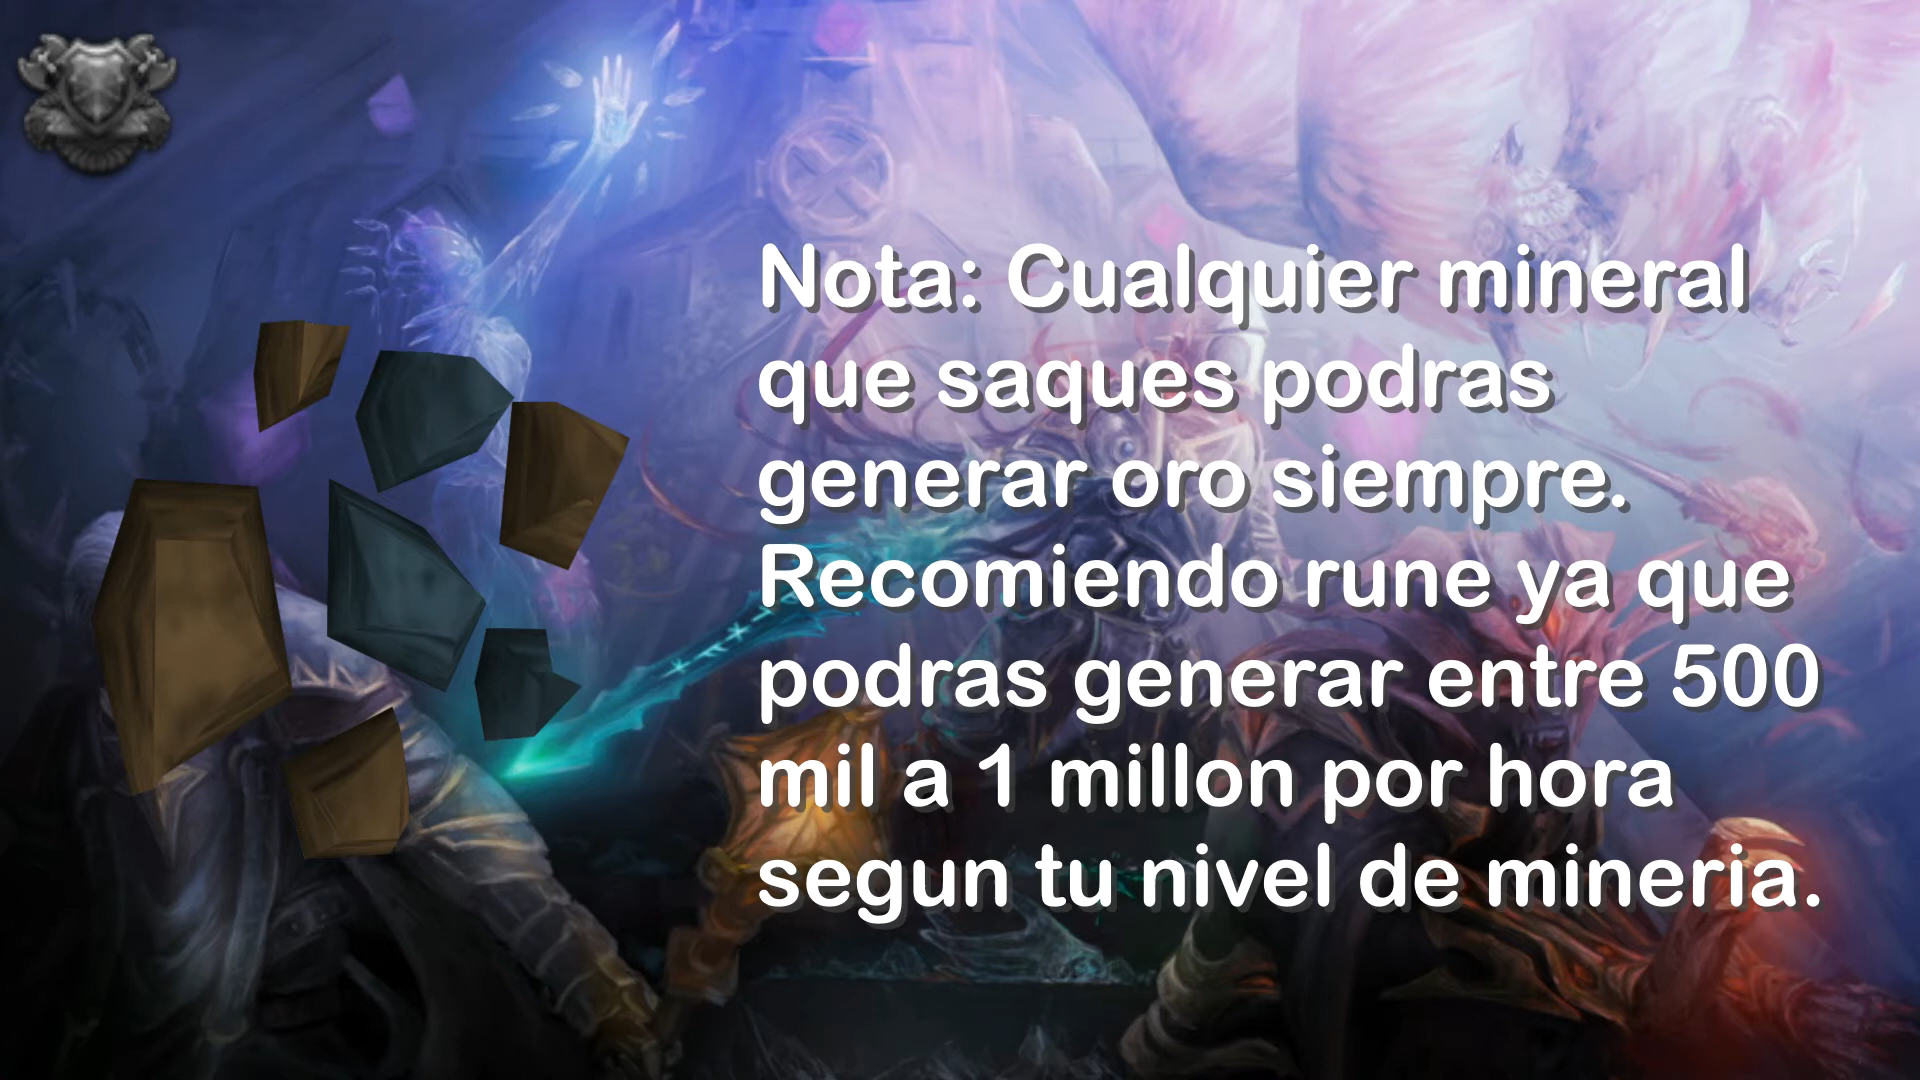 Nota: Cualquier mineral
que saques podras
generar oro siempre.
Recomiendo rune ya que
podras generar entre 500
mil a 1 millon por hora
segun tu nivel de mineria.